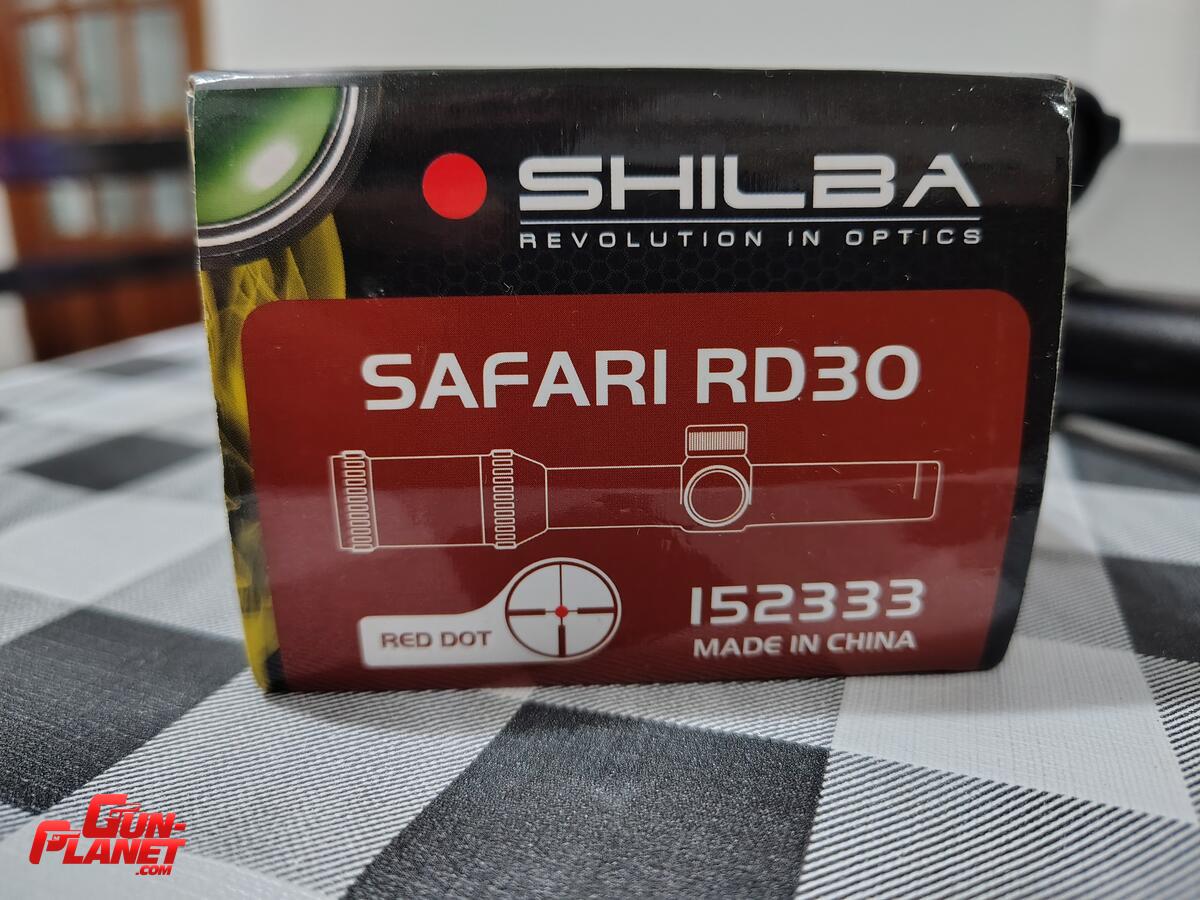 SHILBA
REVOLUTION IN OPTICS
SAFARI RD30
RED DOT
152333
MADE IN CHINA
GUN-
PLANET
.COM